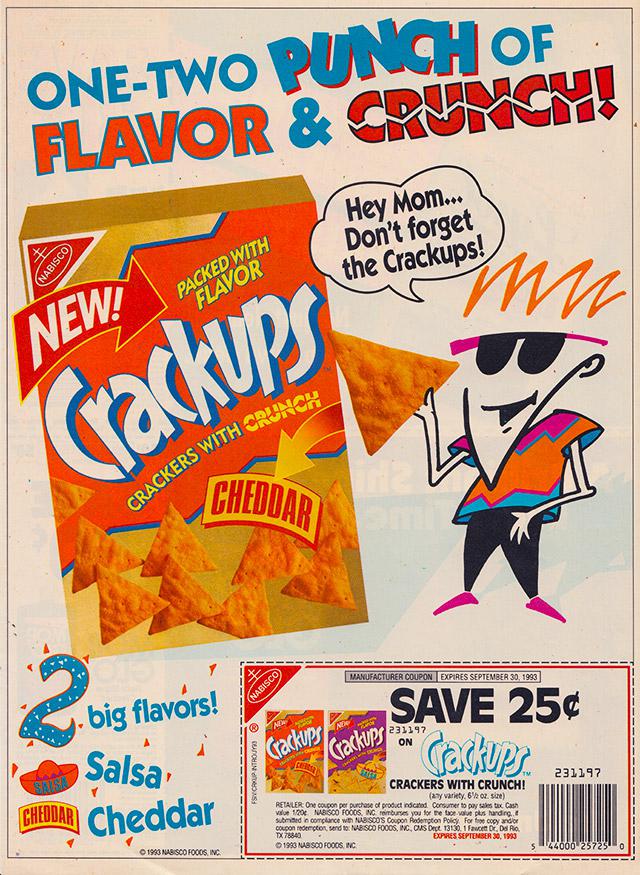 ONE-TWO PUNCH OF
FLAVOR & CRUNCH!
Hey Mom...
Don't forget
the Crackups!
NABISCO
NEW!
PACKED WITH
FLAVOR
Crackups™
CRACKERS WITH CRUNCH
CHEDDAR
2 big flavors!
SALSA
Salsa
CHEDDAR
Cheddar
© 1993 NABISCO FOODS, INC.
NABISCO
®
MANUFACTURER COUPON EXPIRES SEPTEMBER 30, 1993
SAVE 25¢
231197
ON Crackups™
CRACKERS WITH CRUNCH!
(any variety, 6½ oz. size)
NEW!
Crackups
CHEDDAR
NEW!
Crackups
SALSA
RETAILER: One coupon per purchase of product indicated. Consumer to pay sales tax. Cash
value 1/20¢. NABISCO FOODS, INC. reimburses you for the face value plus handling, if
submitted in compliance with NABISCO'S Coupon Redemption Policy. For free copy and/or
coupon redemption, send to: NABISCO FOODS, INC., CMS Dept. 13130, 1 Fawcett Dr., Del Rio,
TX 78840. EXPIRES SEPTEMBER 30, 1993
© 1993 NABISCO FOODS, INC.
231197
5 44000 25725 0